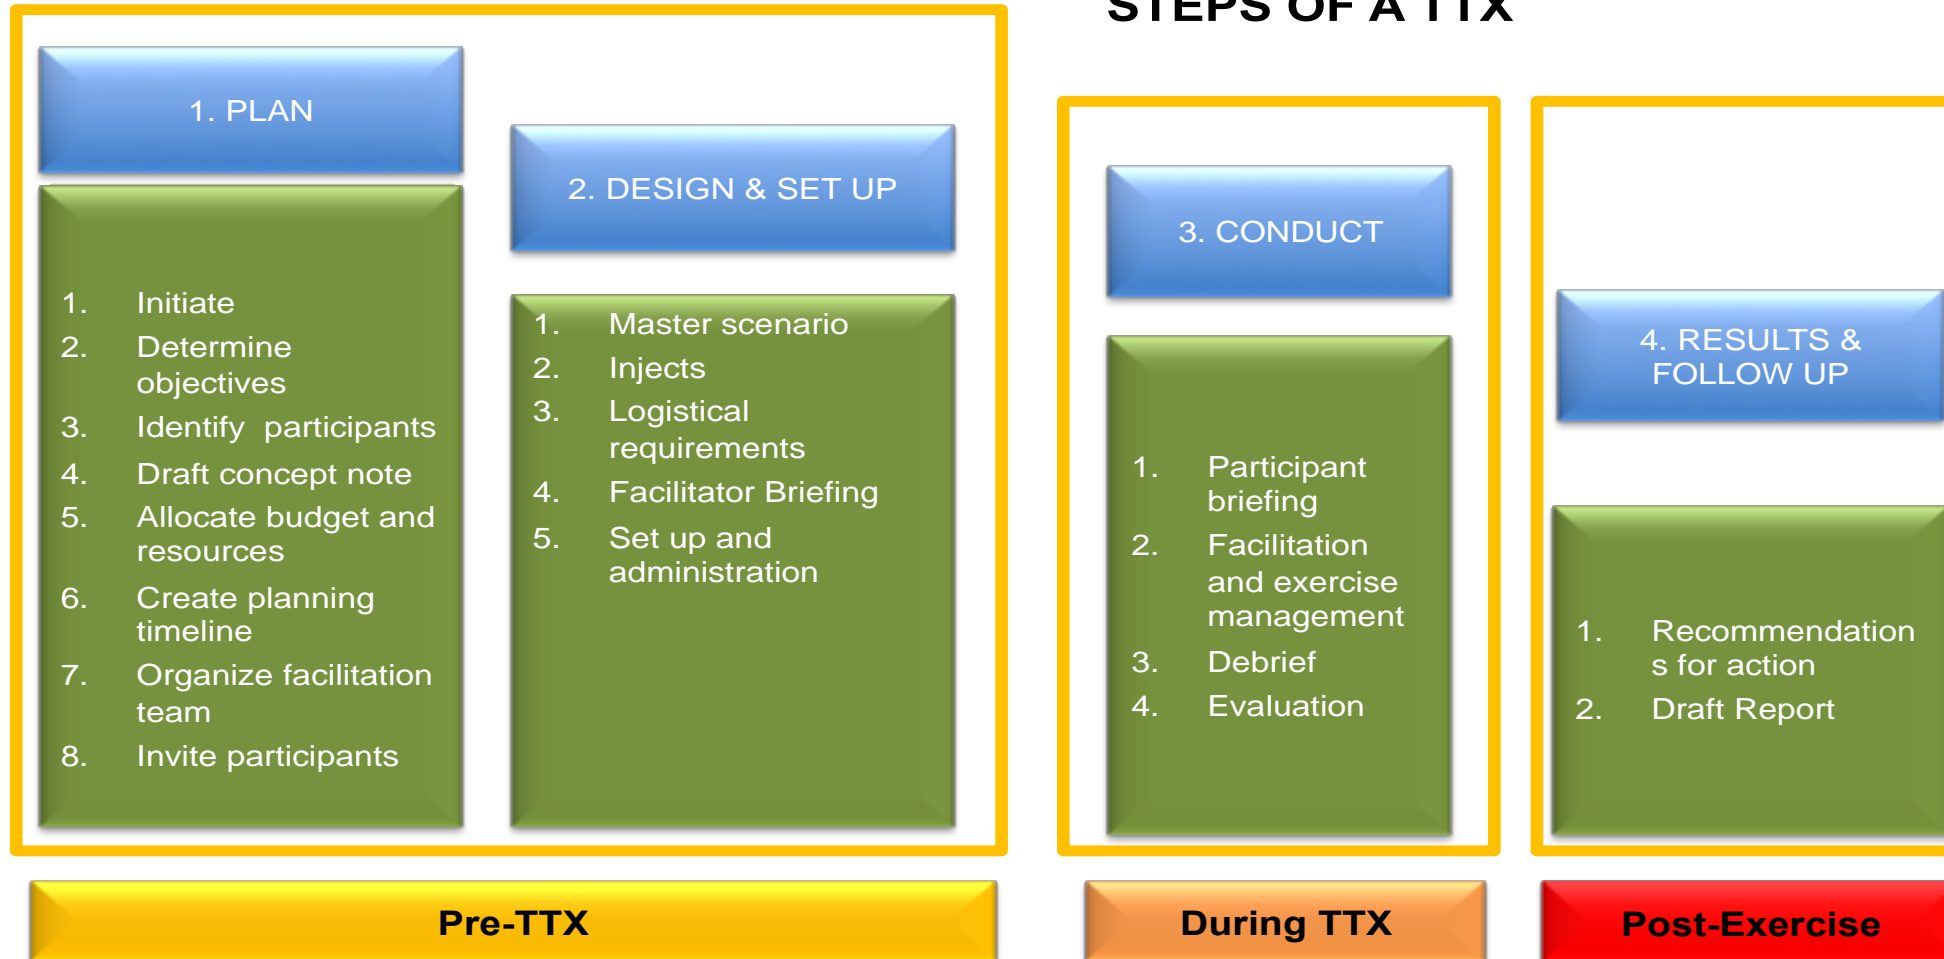 STEPS OF A TTX
1. PLAN
1. Initiate
2. Determine
objectives
3. Identify participants
4. Draft concept note
5. Allocate budget and
resources
6. Create planning
timeline
7. Organize facilitation
team
8. Invite participants
2. DESIGN & SET UP
1. Master scenario
2. Injects
3. Logistical
requirements
4. Facilitator Briefing
5. Set up and
administration
3. CONDUCT
1. Participant
briefing
2. Facilitation
and exercise
management
3. Debrief
4. Evaluation
4. RESULTS &
FOLLOW UP
1. Recommendation
s for action
2. Draft Report
Pre-TTX
During TTX
Post-Exercise